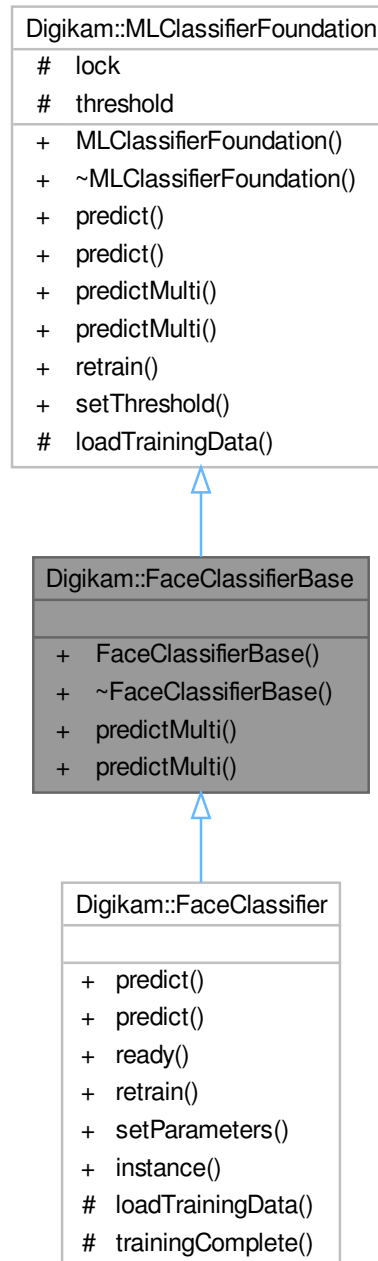 Digikam::MLClassifierFoundation
# lock
# threshold
+ MLClassifierFoundation()
+ ~MLClassifierFoundation()
+ predict()
+ predict()
+ predictMulti()
+ predictMulti()
+ retrain()
+ setThreshold()
# loadTrainingData()
Digikam::FaceClassifierBase
+ FaceClassifierBase()
+ ~FaceClassifierBase()
+ predictMulti()
+ predictMulti()
Digikam::FaceClassifier
+ predict()
+ predict()
+ ready()
+ retrain()
+ setParameters()
+ instance()
# loadTrainingData()
# trainingComplete()